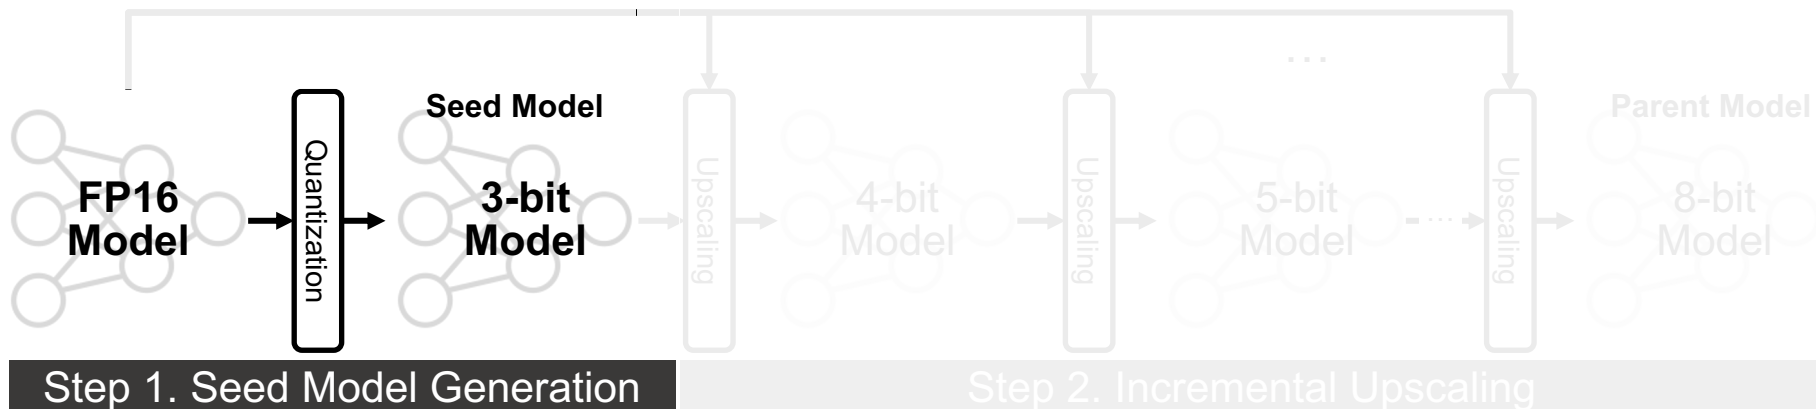 ...
Seed Model
Parent Model
FP16
Model
Quantization
3-bit
Model
Upscaling
4-bit
Model
Upscaling
5-bit
Model
...
Upscaling
8-bit
Model
Step 1. Seed Model Generation
Step 2. Incremental Upscaling